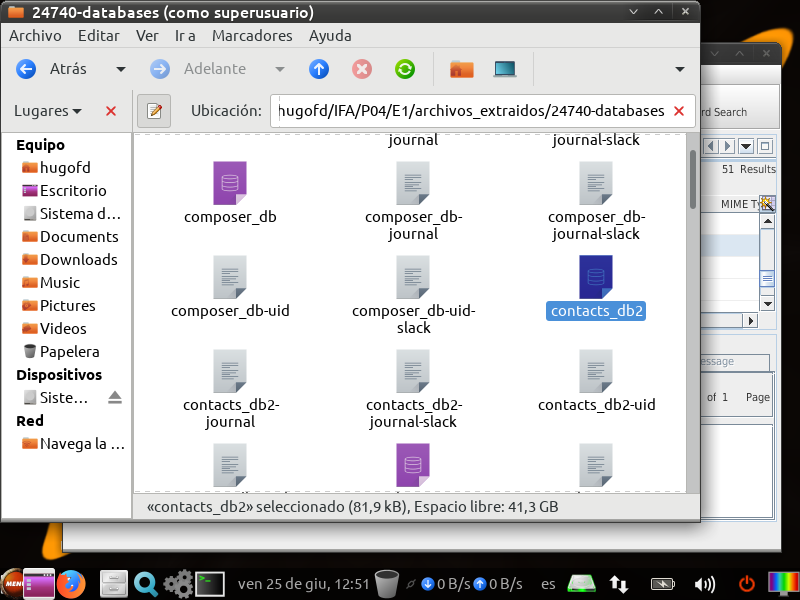 24740-databases (como superusuario)
Archivo Editar Ver Ir a Marcadores Ayuda
Atrás Adelante
Lugares Ubicación: hugofd/IFA/P04/E1/archivos_extraidos/24740-databases
rd Search
51 Results
MIME Ty
Equipo
hugofd
Escritorio
Sistema d...
Documents
Downloads
Music
Pictures
Videos
Papelera
Dispositivos
Siste...
Red
Navega la ...
journal
journal-slack
composer_db
composer_db-
journal
composer_db-
journal-slack
composer_db-uid
composer_db-uid-
slack
contacts_db2
contacts_db2-
journal
contacts_db2-
journal-slack
contacts_db2-uid
essage
of 1 Page
«contacts_db2» seleccionado (81,9 kB), Espacio libre: 41,3 GB
MENU ven 25 de giu, 12:51 0 B/s 0 B/s es